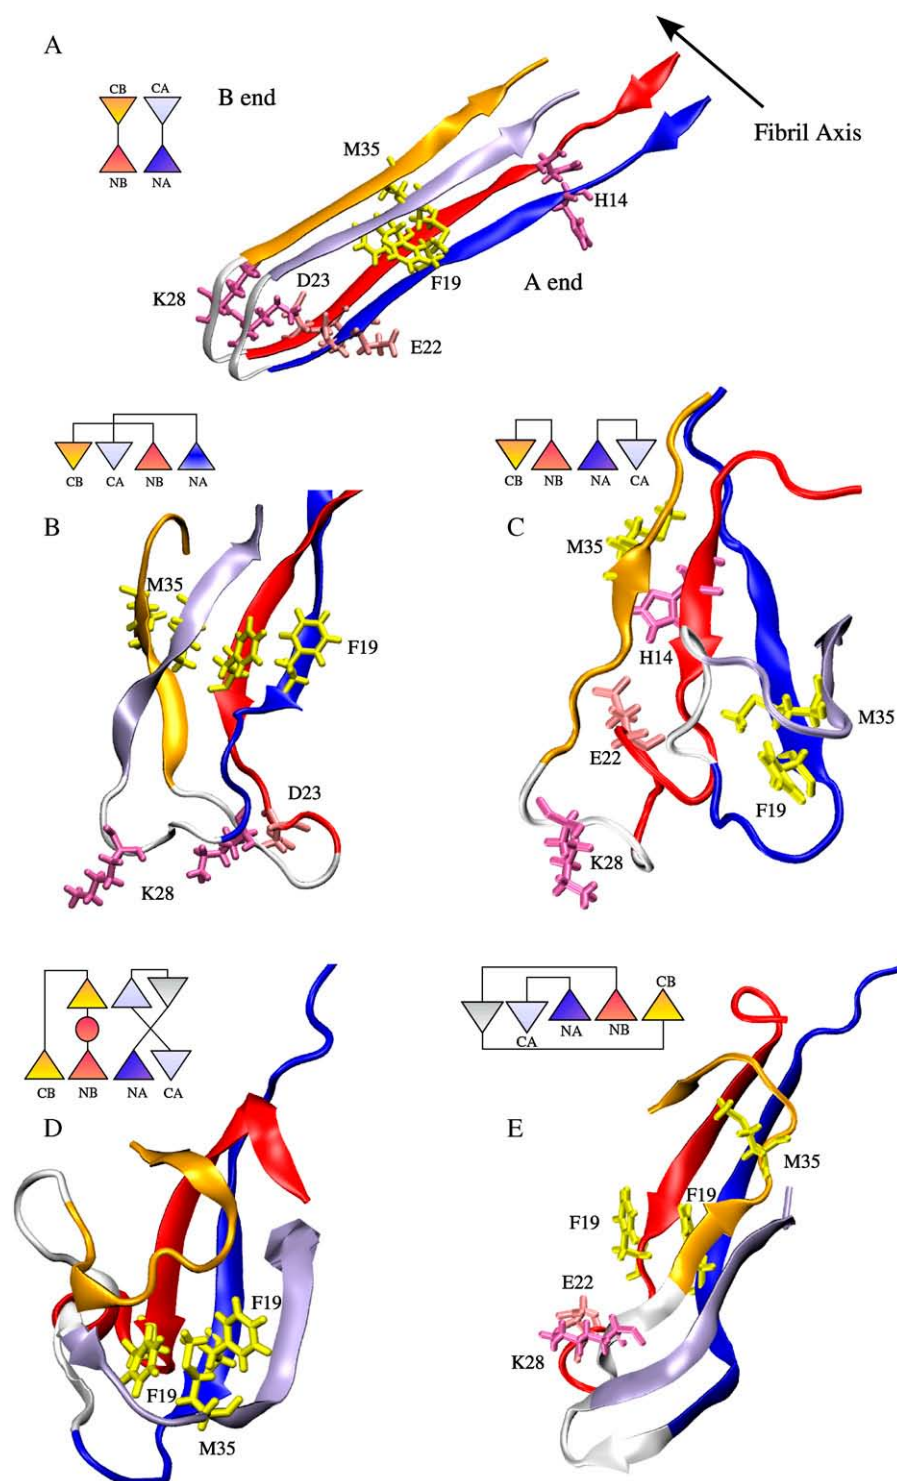 A
CB CA
B end
NB NA
Fibril Axis
M35
H14
D23
F19
A end
K28
E22
CB CA NB NA
B
M35
F19
D23
K28
CB NB NA CA
C
M35
H14
M35
E22
F19
K28
CB NB NA CA
D
F19
F19
M35
CB
CA NA NB
E
M35
F19
F19
E22
K28